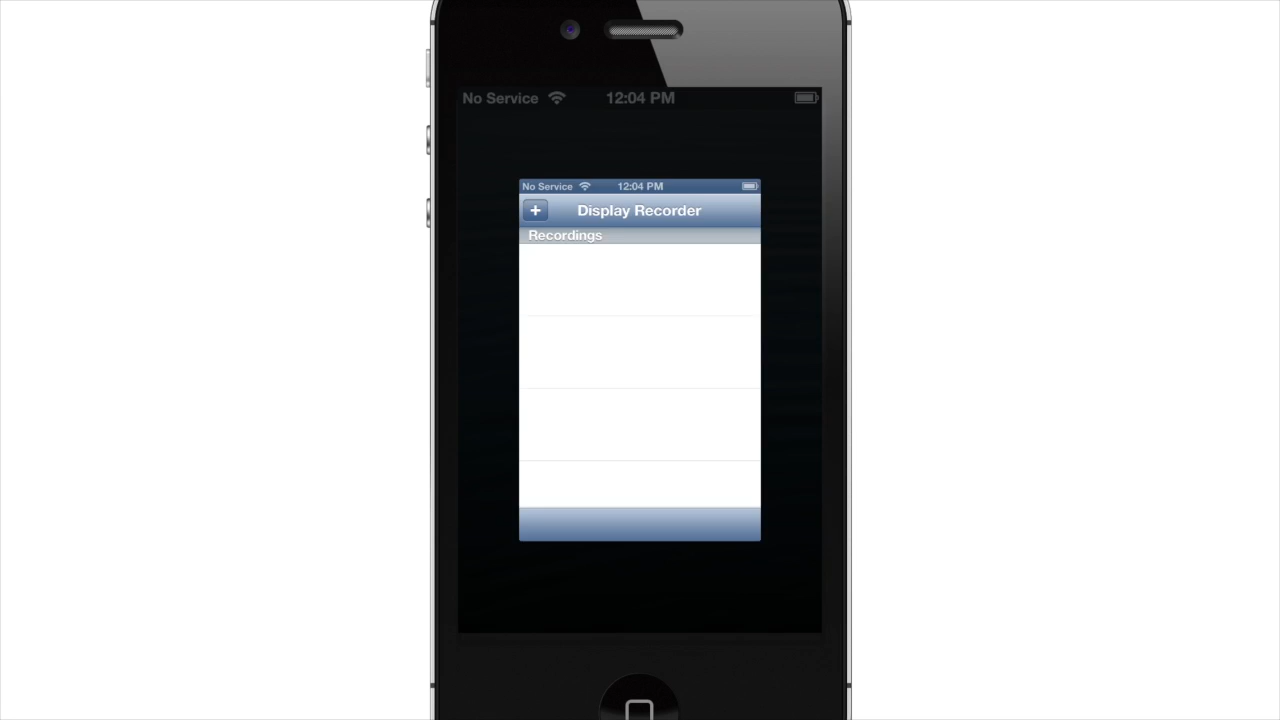 No Service 12:04 PM
No Service 12:04 PM
+ Display Recorder
Recordings